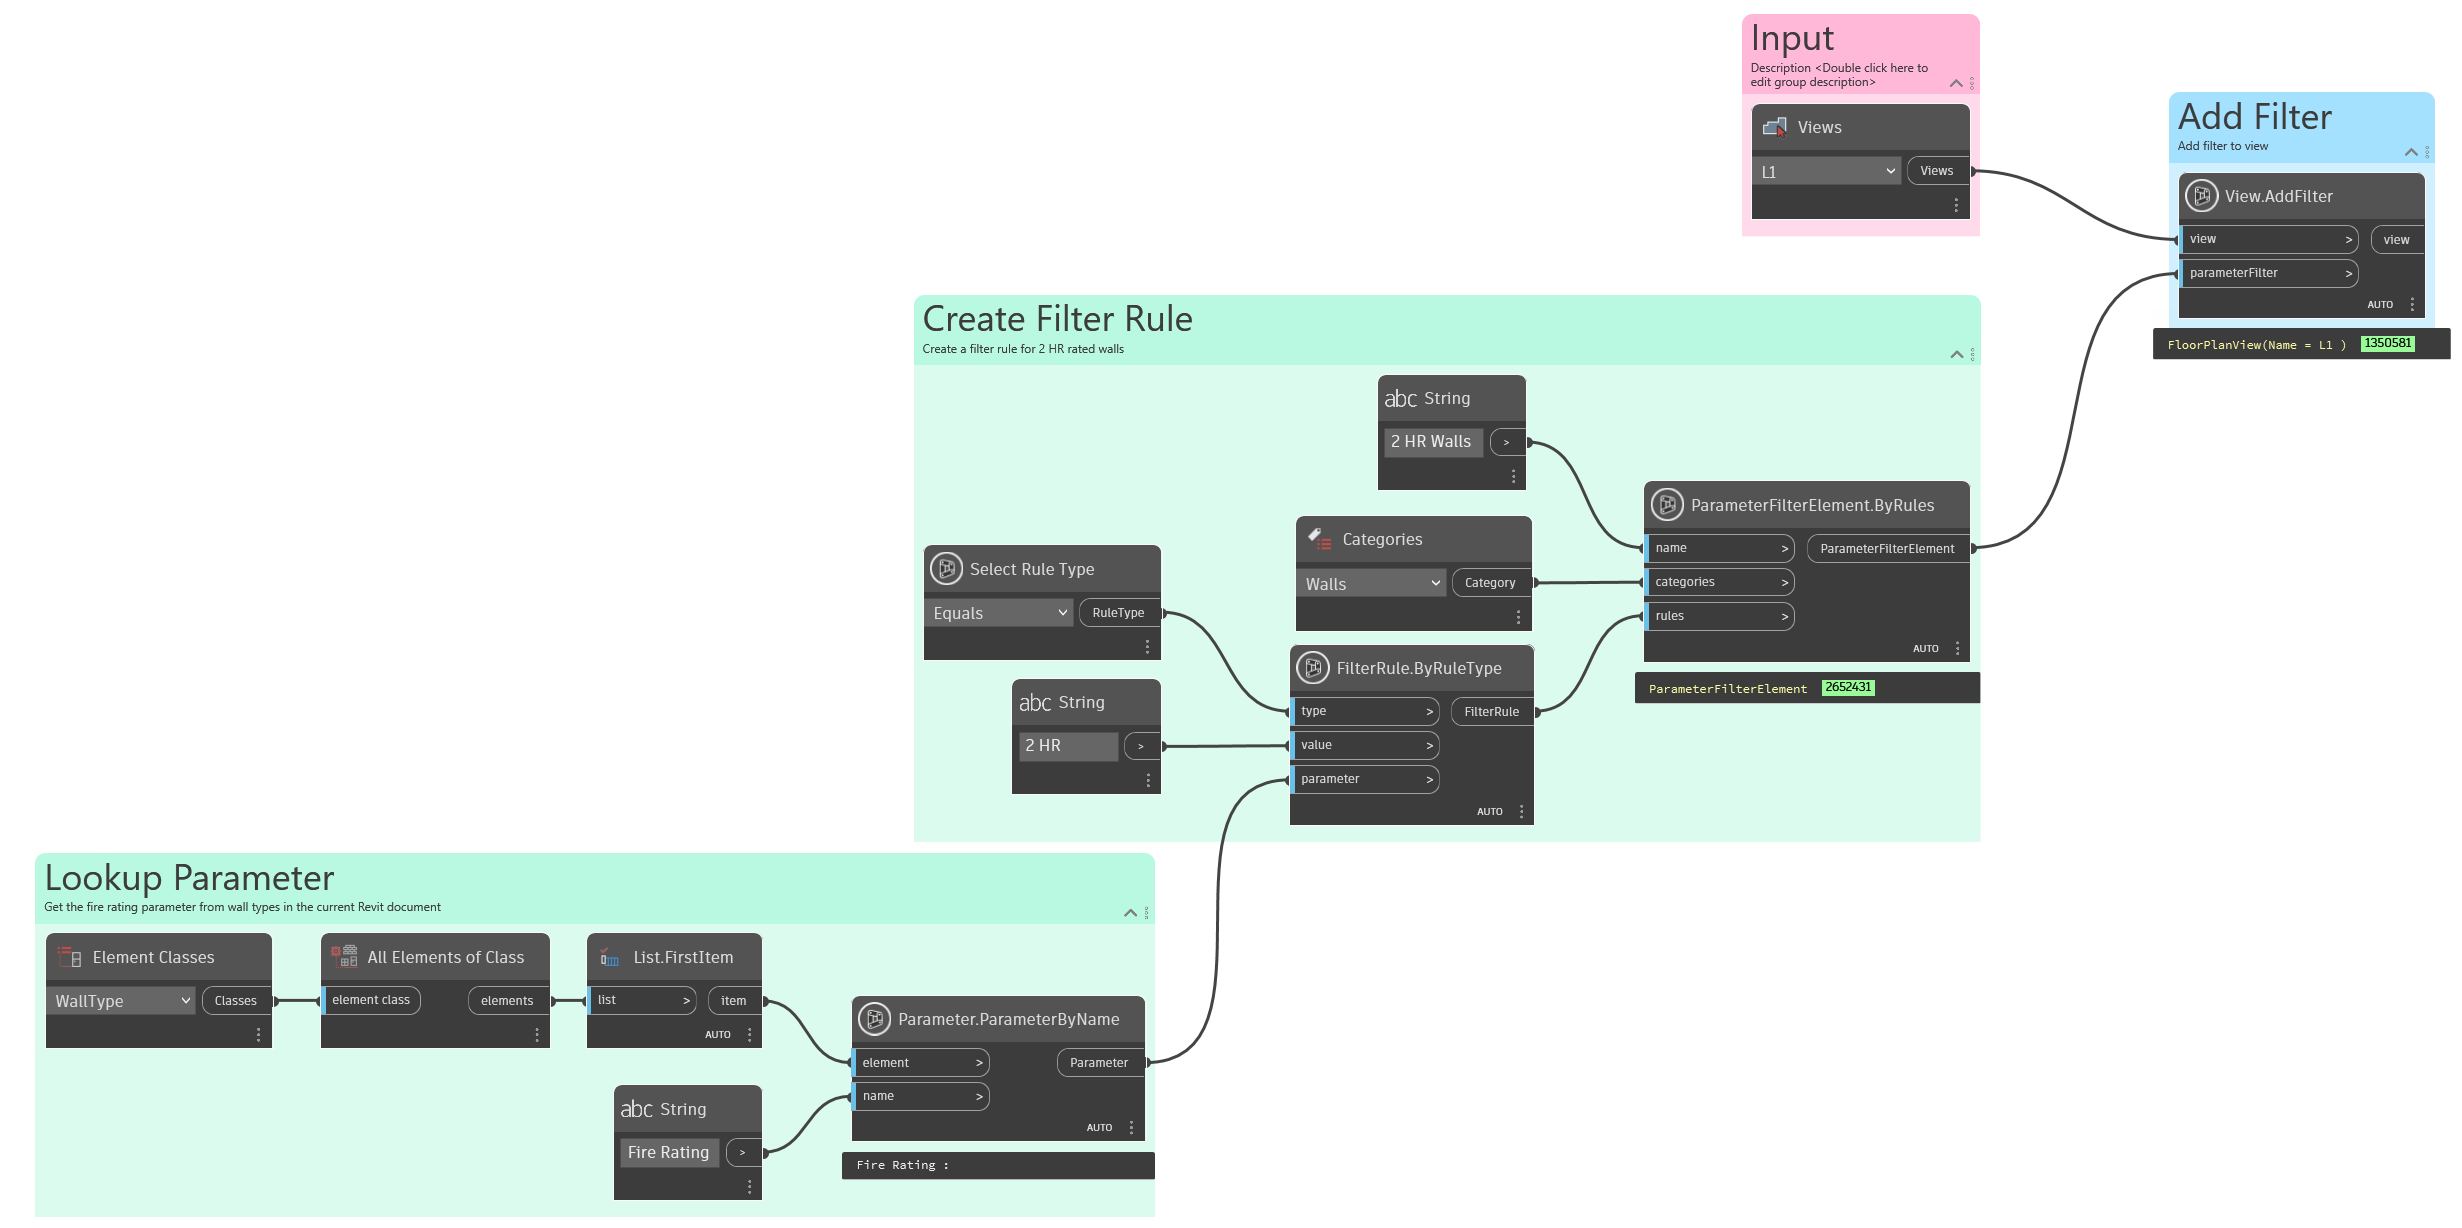 Input
Description <Double click here to
edit group description>
Views
L1
Views
Add Filter
Add filter to view
View.AddFilter
view >
view
parameterFilter >
AUTO
FloorPlanView(Name = L1 ) 1350581
Create Filter Rule
Create a filter rule for 2 HR rated walls
abc String
2 HR Walls >
Categories
Walls
Category
Select Rule Type
Equals
RuleType
abc String
2 HR >
FilterRule.ByRuleType
type >
FilterRule
value >
parameter >
AUTO
ParameterFilterElement.ByRules
name >
ParameterFilterElement
categories >
rules >
AUTO
ParameterFilterElement 2652431
Lookup Parameter
Get the fire rating parameter from wall types in the current Revit document
Element Classes
WallType
Classes
All Elements of Class
element class
elements
List.FirstItem
list >
item
AUTO
abc String
Fire Rating >
Parameter.ParameterByName
element >
Parameter
name >
AUTO
Fire Rating :